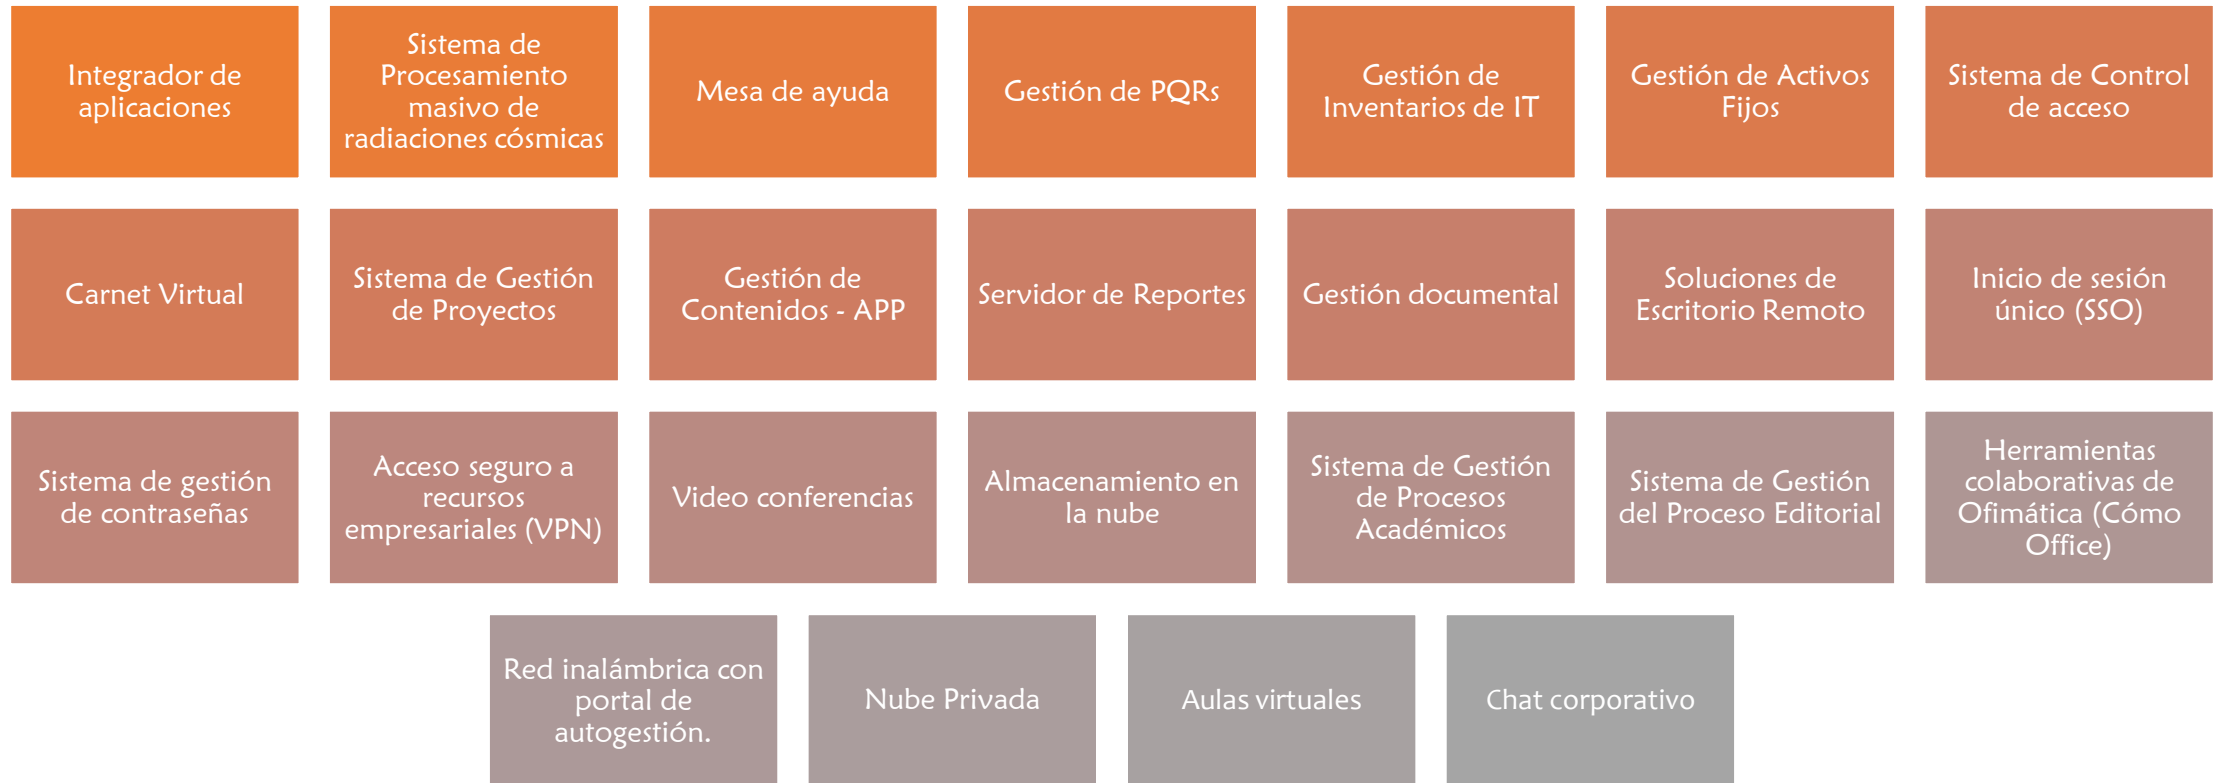 Integrador de
aplicaciones
Sistema de
Procesamiento
masivo de
radiaciones cósmicas
Mesa de ayuda
Gestión de PQRs
Gestión de
Inventarios de IT
Gestión de Activos
Fijos
Sistema de Control
de acceso
Carnet Virtual
Sistema de Gestión
de Proyectos
Gestión de
Contenidos - APP
Servidor de Reportes
Gestión documental
Soluciones de
Escritorio Remoto
Inicio de sesión
único (SSO)
Sistema de gestión
de contraseñas
Acceso seguro a
recursos
empresariales (VPN)
Video conferencias
Almacenamiento en
la nube
Sistema de Gestión
de Procesos
Académicos
Sistema de Gestión
del Proceso Editorial
Herramientas
colaborativas de
Ofimática (Cómo
Office)
Red inalámbrica con
portal de
autogestión.
Nube Privada
Aulas virtuales
Chat corporativo